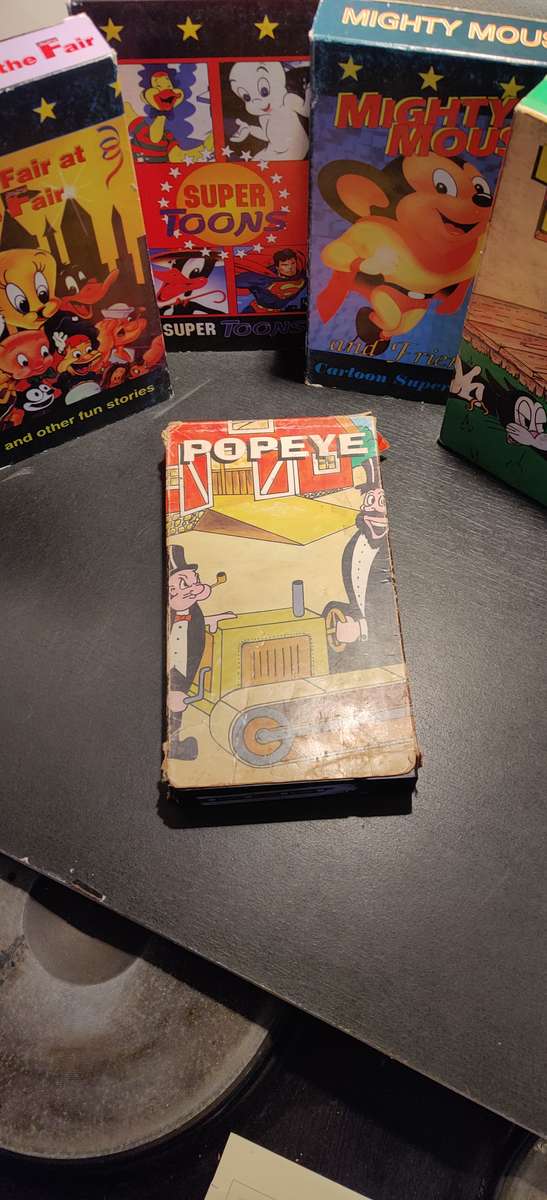 the Fair
Fair at
Fair
and other fun stories
SUPER
TOONS
SUPER TOONS
MIGHTY MOUS
MIGHTY
MOUS
and Frien
Cartoon Super
POPEYE